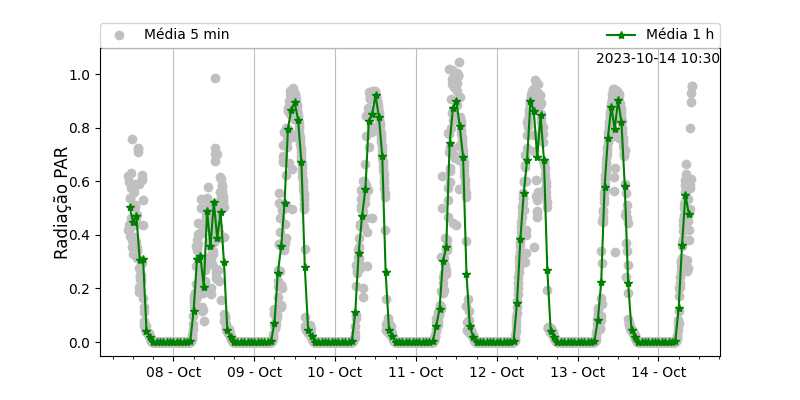 Média 5 min
Média 1 h
2023-10-14 10:30
Radiação PAR
1.0
0.8
0.6
0.4
0.2
0.0
08 - Oct
09 - Oct
10 - Oct
11 - Oct
12 - Oct
13 - Oct
14 - Oct